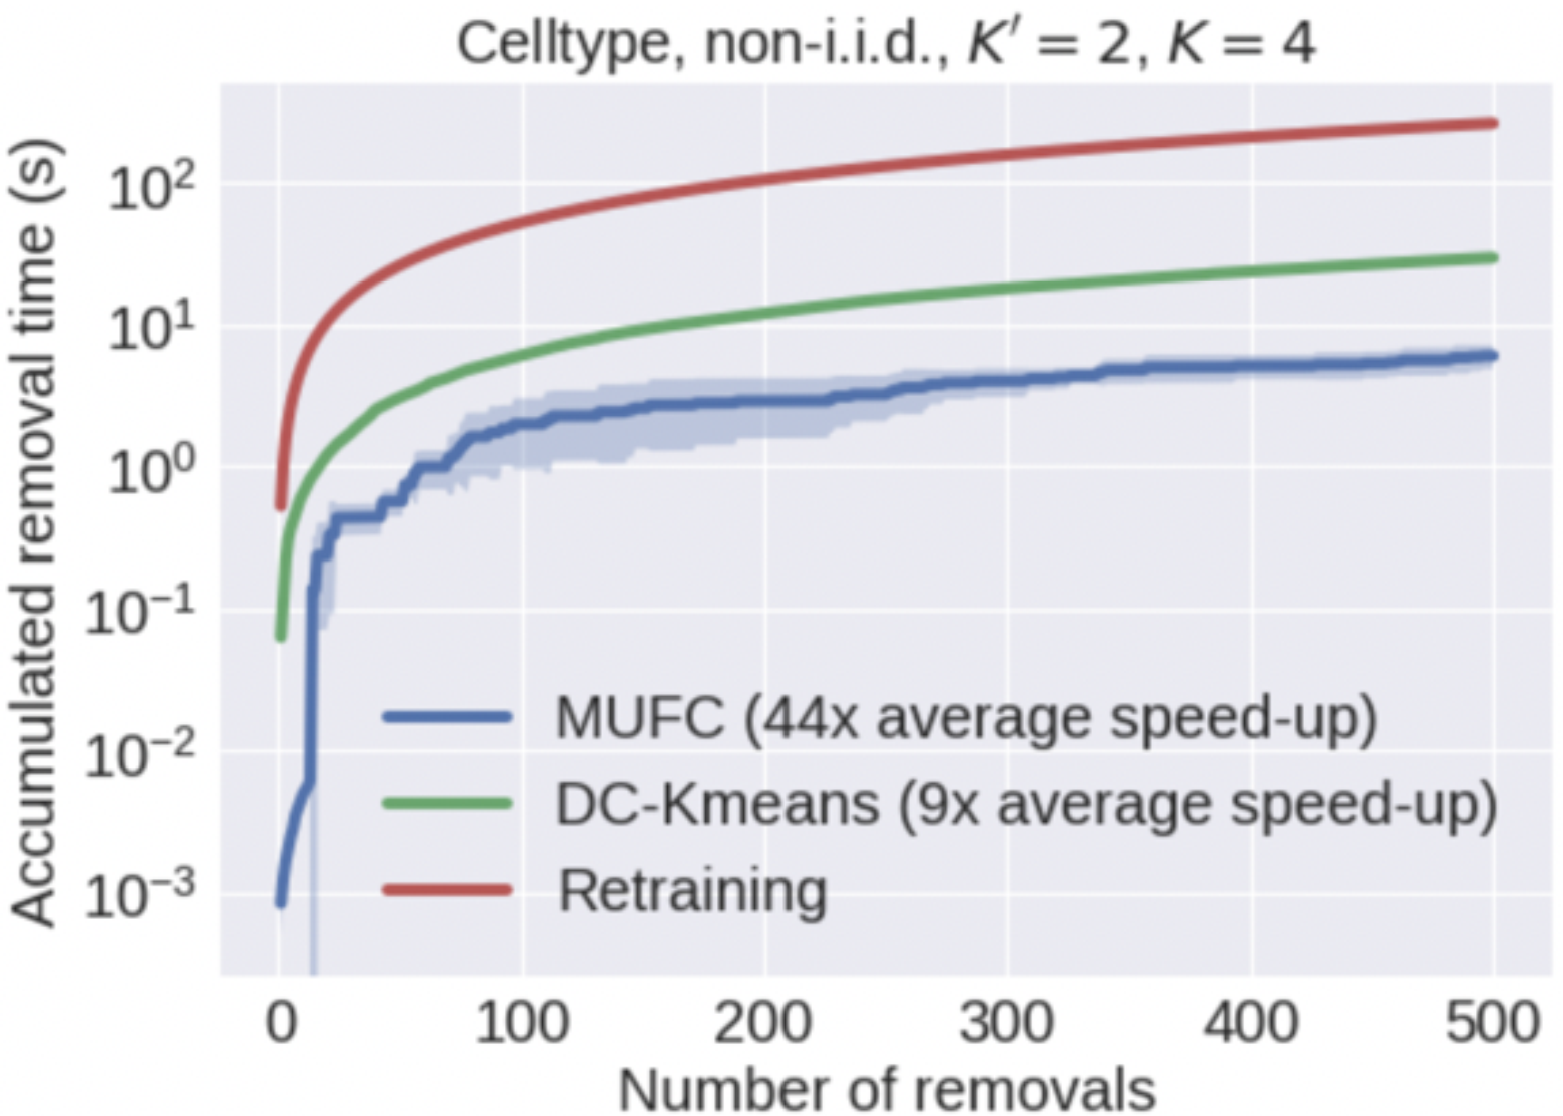 Celltype, non-i.i.d., K′ = 2, K = 4
Accumulated removal time (s)
10²
10¹
10⁰
10⁻¹
10⁻²
10⁻³
MUFC (44x average speed-up)
DC-Kmeans (9x average speed-up)
Retraining
0 100 200 300 400 500
Number of removals